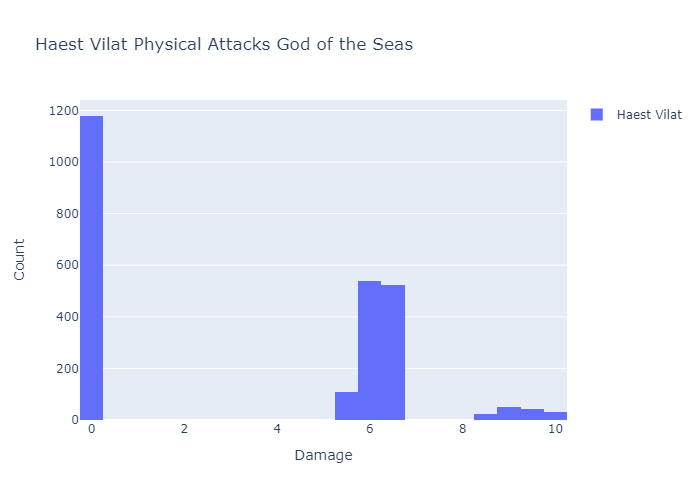 Haest Vilat Physical Attacks God of the Seas
1200
1000
800
600
400
200
0
Count
0 2 4 6 8 10
Damage
Haest Vilat